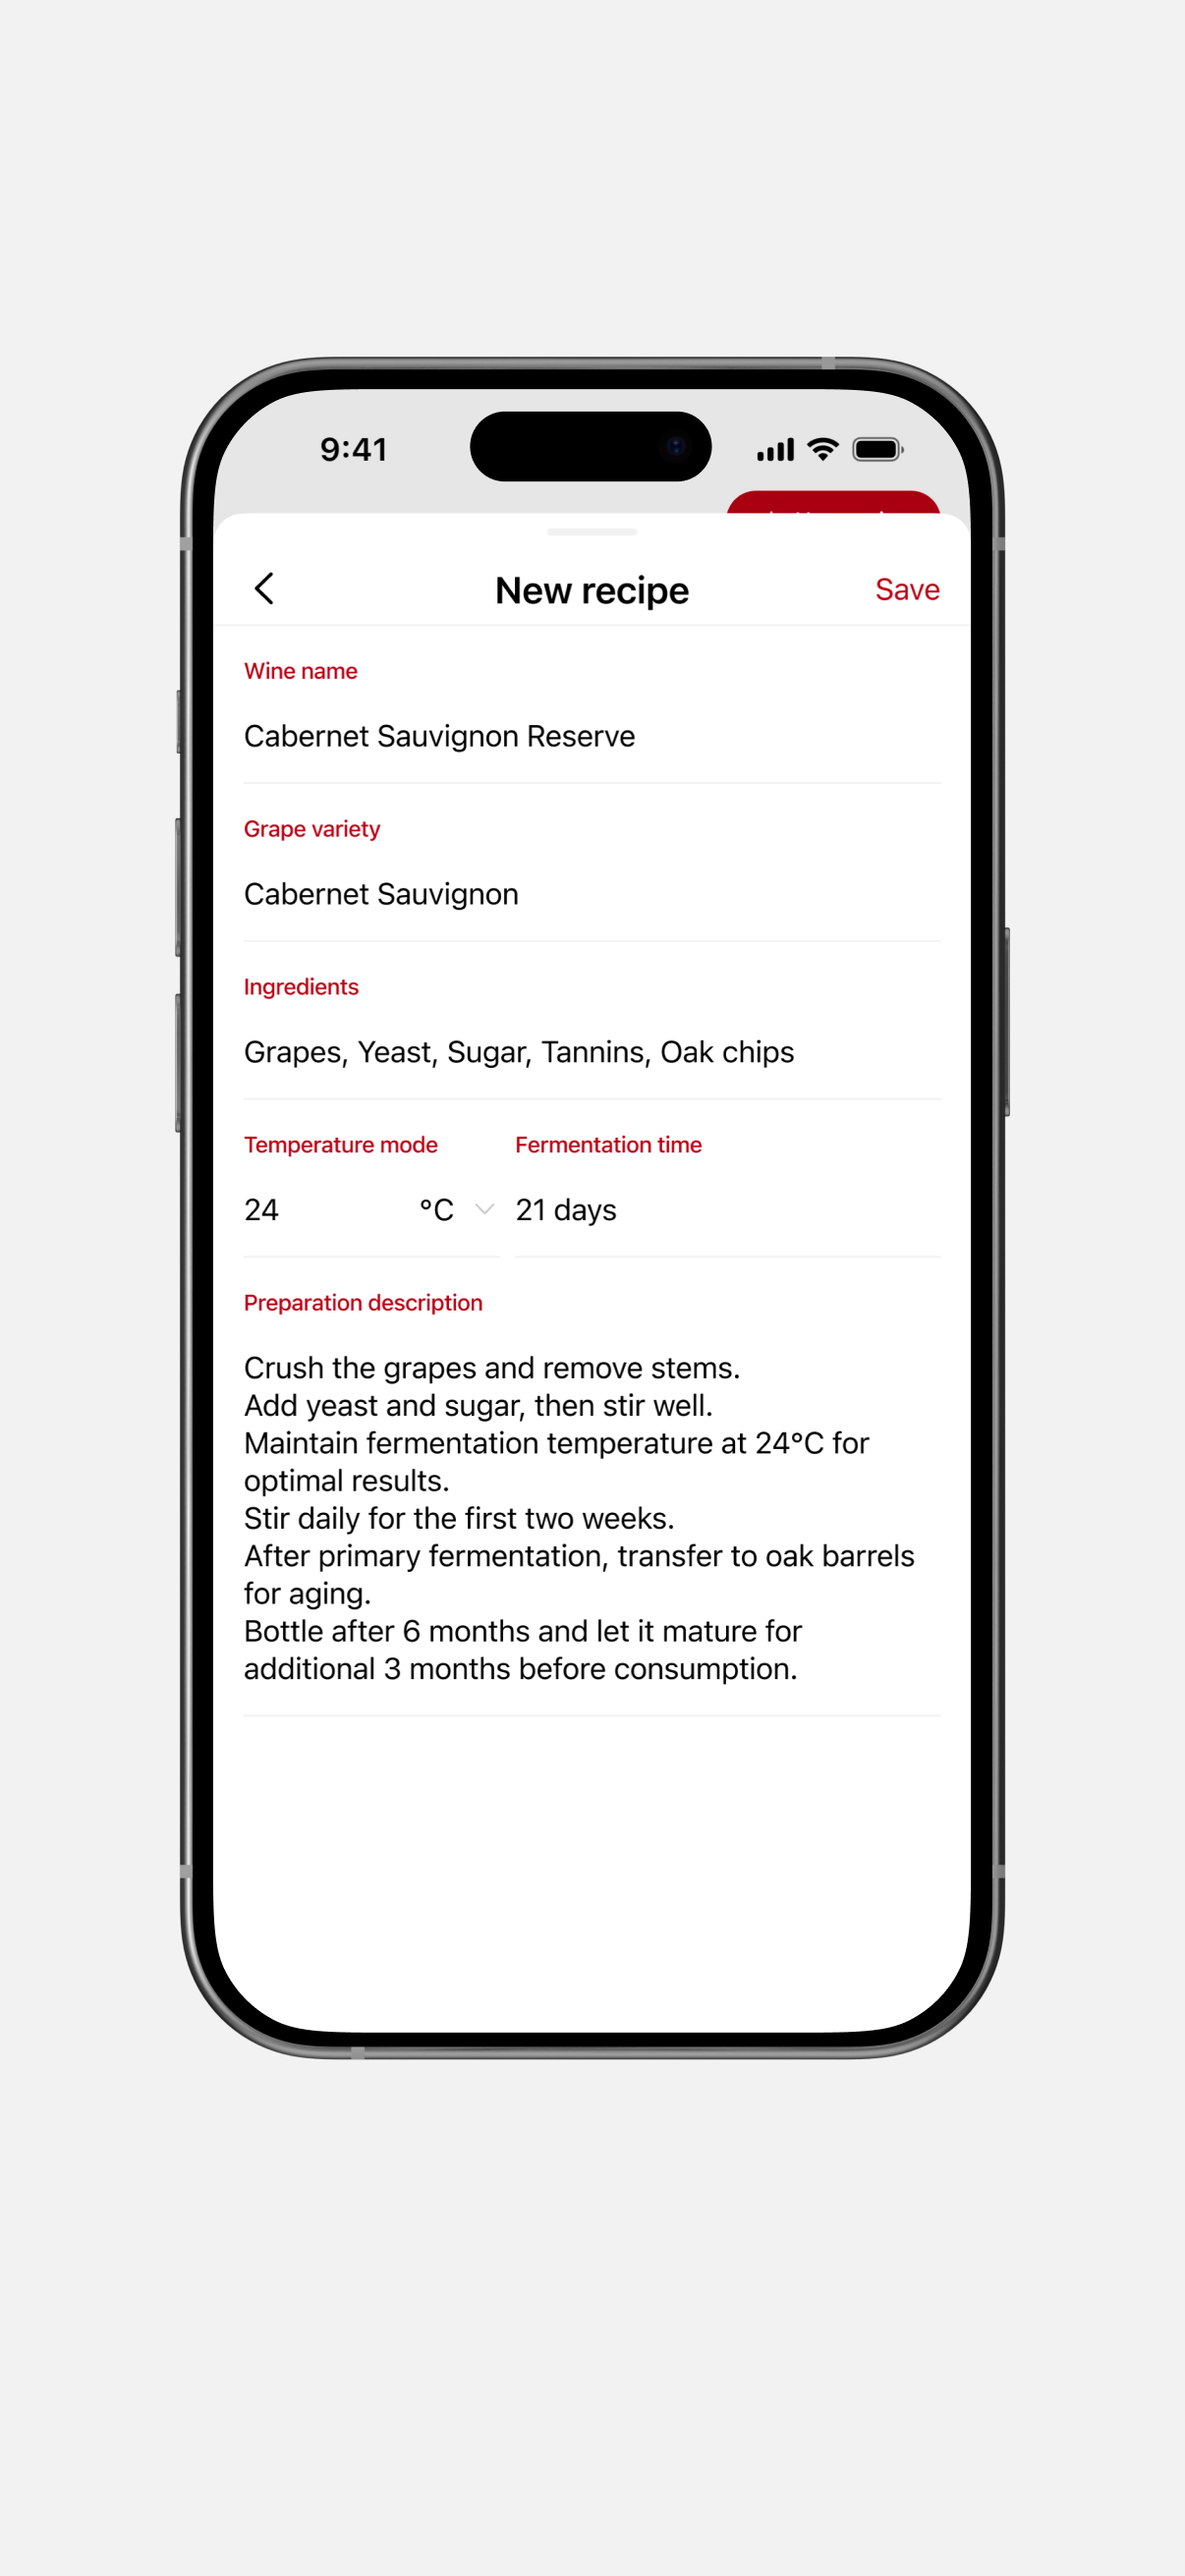 9:41
New recipe
Save
Wine name
Cabernet Sauvignon Reserve
Grape variety
Cabernet Sauvignon
Ingredients
Grapes, Yeast, Sugar, Tannins, Oak chips
Temperature mode Fermentation time
24 °C 21 days
Preparation description
Crush the grapes and remove stems.
Add yeast and sugar, then stir well.
Maintain fermentation temperature at 24°C for
optimal results.
Stir daily for the first two weeks.
After primary fermentation, transfer to oak barrels
for aging.
Bottle after 6 months and let it mature for
additional 3 months before consumption.